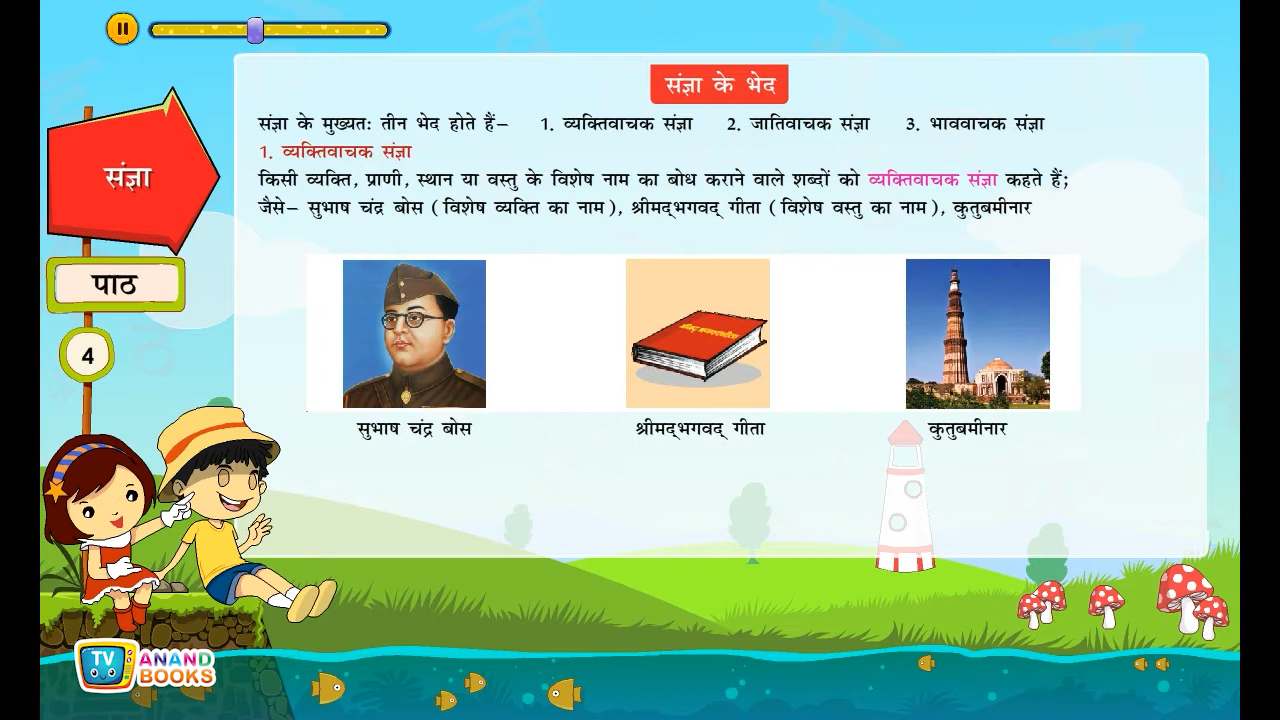 संज्ञा के भेद
संज्ञा के मुख्यतः तीन भेद होते हैं– 1. व्यक्तिवाचक संज्ञा 2. जातिवाचक संज्ञा 3. भाववाचक संज्ञा
1. व्यक्तिवाचक संज्ञा
किसी व्यक्ति, प्राणी, स्थान या वस्तु के विशेष नाम का बोध कराने वाले शब्दों को व्यक्तिवाचक संज्ञा कहते हैं;
जैसे– सुभाष चंद्र बोस (विशेष व्यक्ति का नाम), श्रीमद्‌भगवद् गीता (विशेष वस्तु का नाम), कुतुबमीनार
सुभाष चंद्र बोस श्रीमद्‌भगवद् गीता कुतुबमीनार
संज्ञा
पाठ
4
TV ANAND
BOOKS